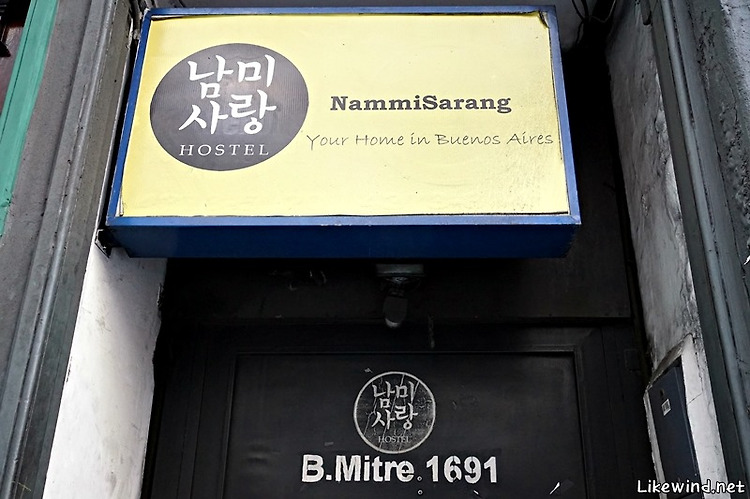 남미
사랑
HOSTEL
NammiSarang
Your Home in Buenos Aires
남미
사랑
HOSTEL
B.Mitre 1691
Likewind.net